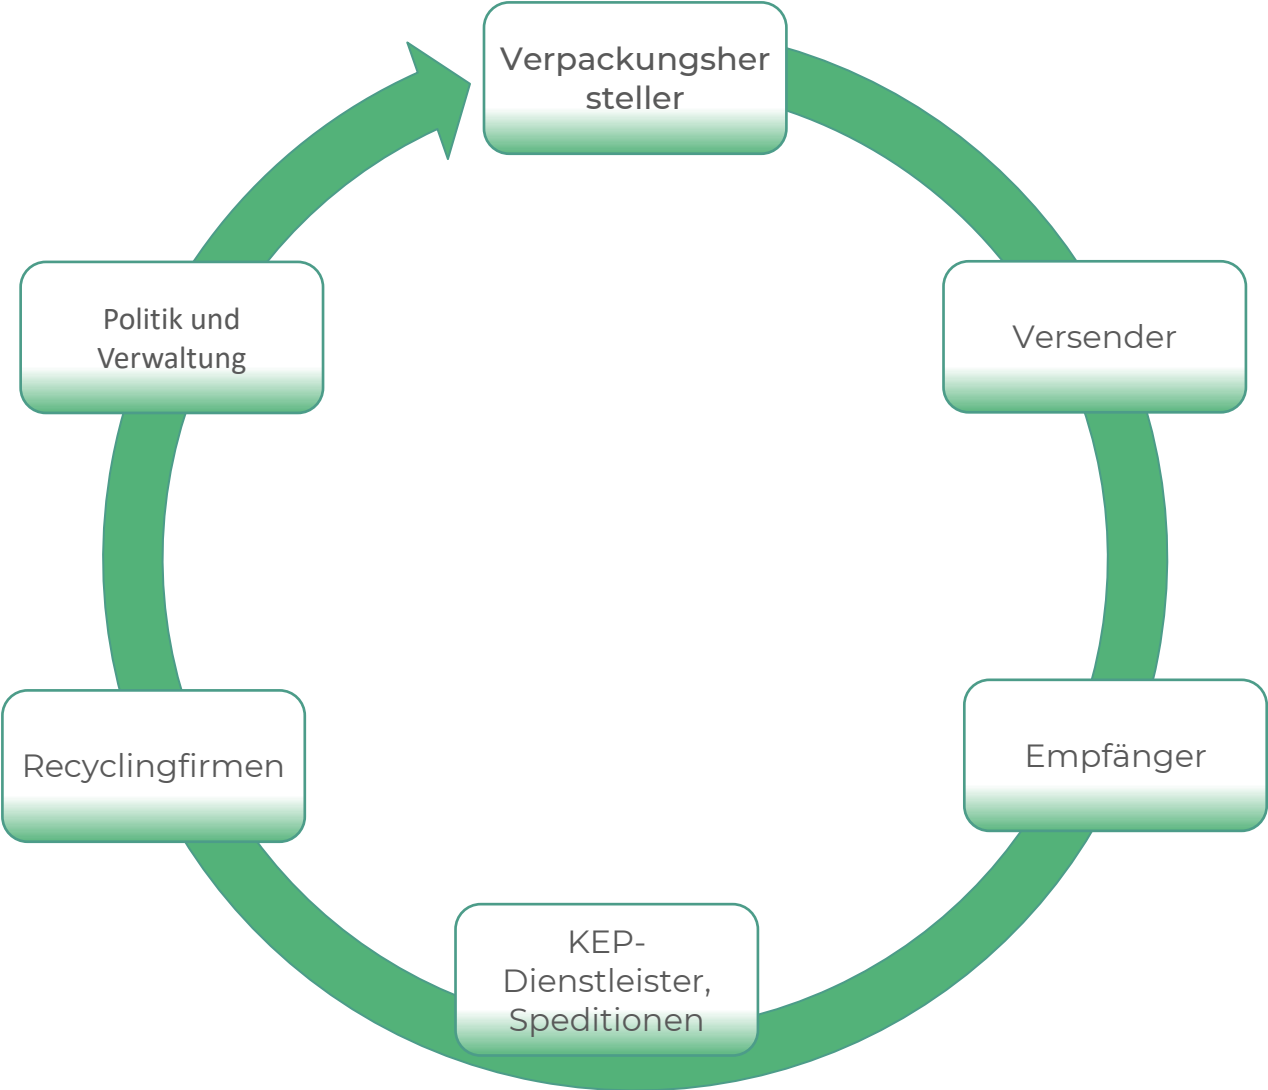 Verpackungsher
steller
Versender
Empfänger
KEP-
Dienstleister,
Speditionen
Recyclingfirmen
Politik und
Verwaltung